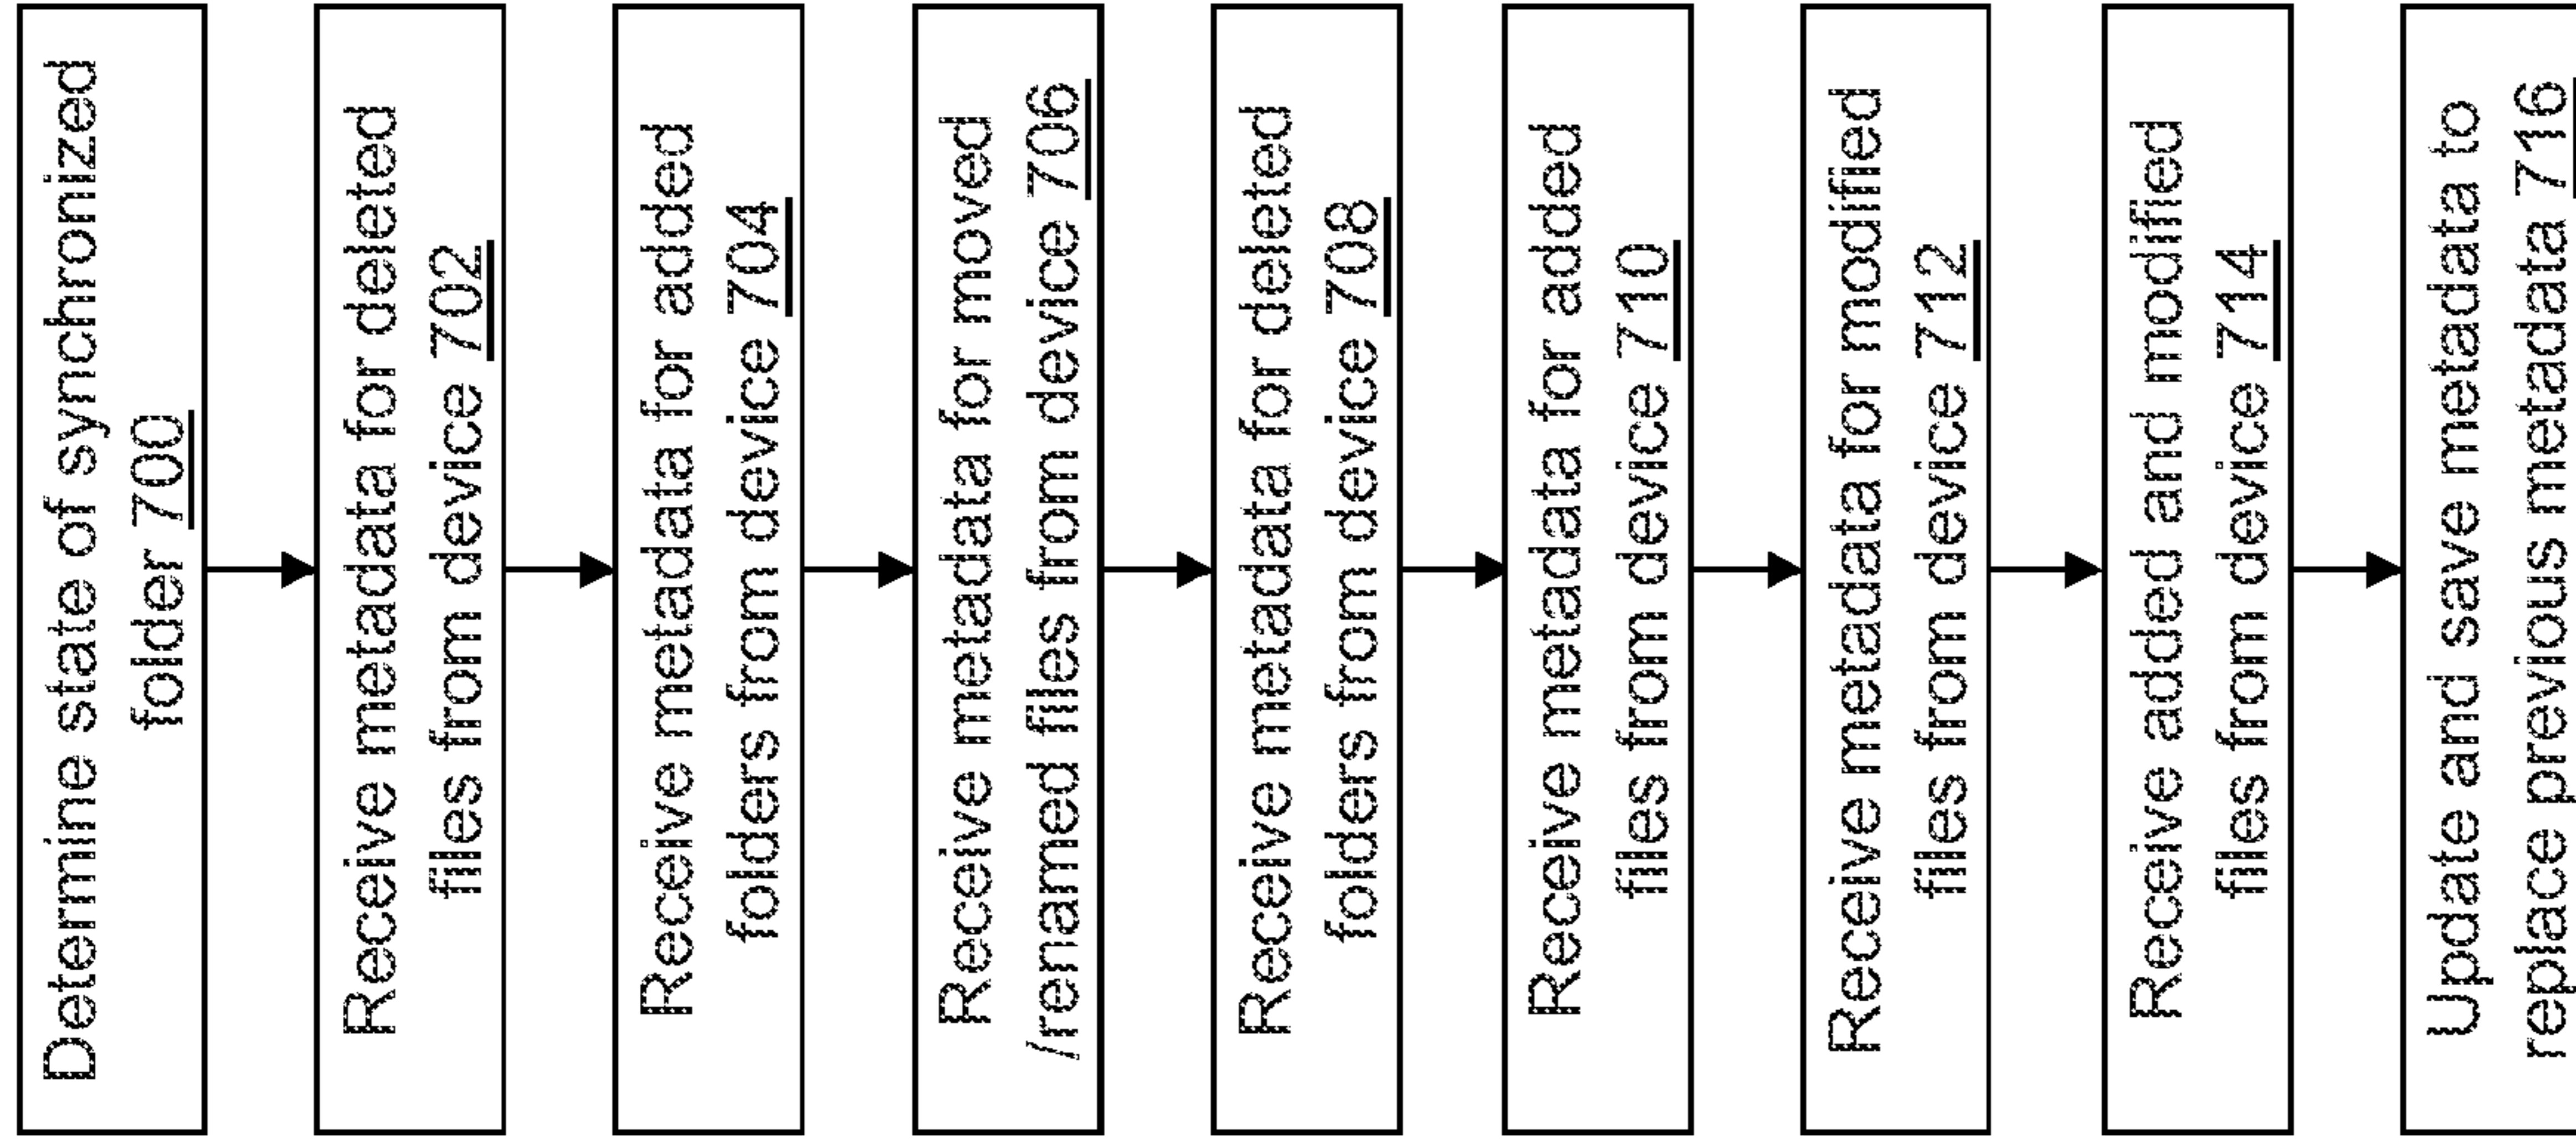 Determine state of synchronized
folder 700
Receive metadata for deleted
files from device 702
Receive metadata for added
folders from device 704
Receive metadata for moved
/renamed files from device 706
Receive metadata for deleted
folders from device 708
Receive metadata for added
files from device 710
Receive metadata for modified
files from device 712
Receive added and modified
files from device 714
Update and save metadata to
replace previous metadata 716